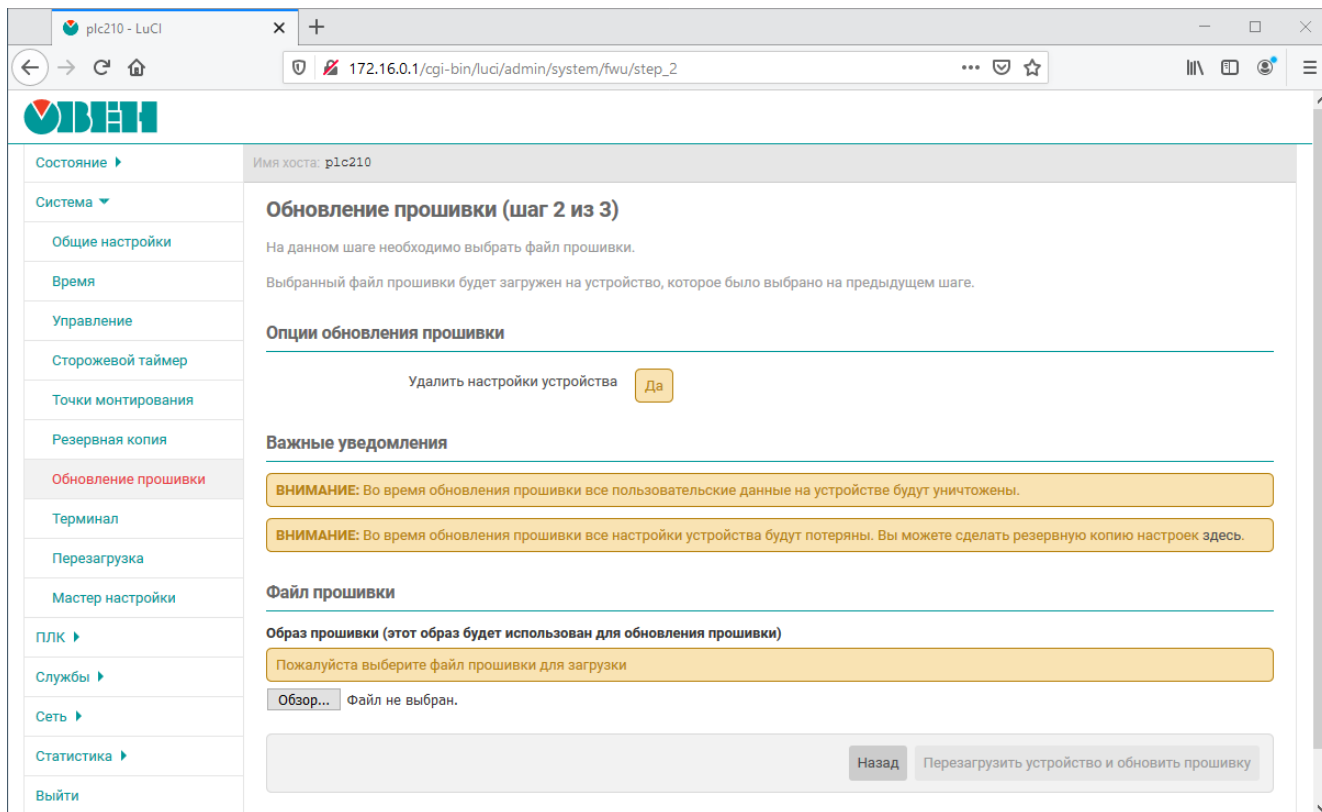 plc210 - LuCI
172.16.0.1/cgi-bin/luci/admin/system/fwu/step_2
ОВЕН
Состояние
Имя хоста: plc210
Система
Общие настройки
Время
Управление
Сторожевой таймер
Точки монтирования
Резервная копия
Обновление прошивки
Терминал
Перезагрузка
Мастер настройки
ПЛК
Службы
Сеть
Статистика
Выйти
Обновление прошивки (шаг 2 из 3)
На данном шаге необходимо выбрать файл прошивки.
Выбранный файл прошивки будет загружен на устройство, которое было выбрано на предыдущем шаге.
Опции обновления прошивки
Удалить настройки устройства Да
Важные уведомления
ВНИМАНИЕ: Во время обновления прошивки все пользовательские данные на устройстве будут уничтожены.
ВНИМАНИЕ: Во время обновления прошивки все настройки устройства будут потеряны. Вы можете сделать резервную копию настроек здесь.
Файл прошивки
Образ прошивки (этот образ будет использован для обновления прошивки)
Пожалуйста выберите файл прошивки для загрузки
Обзор... Файл не выбран.
Назад Перезагрузить устройство и обновить прошивку